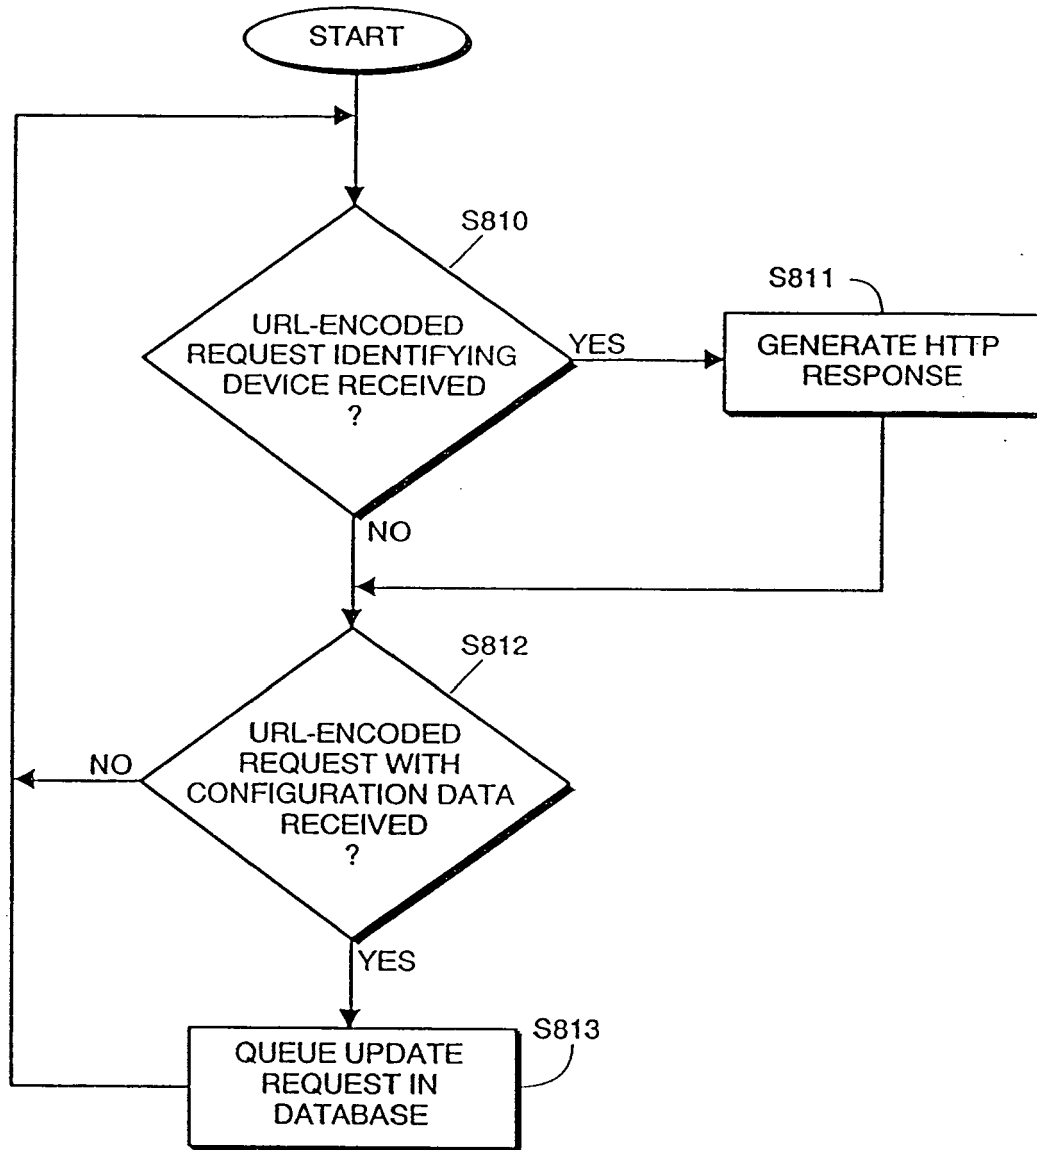 START
S810
URL-ENCODED
REQUEST IDENTIFYING
DEVICE RECEIVED
?
YES
S811
GENERATE HTTP
RESPONSE
NO
S812
URL-ENCODED
REQUEST WITH
CONFIGURATION DATA
RECEIVED
?
NO
YES
S813
QUEUE UPDATE
REQUEST IN
DATABASE